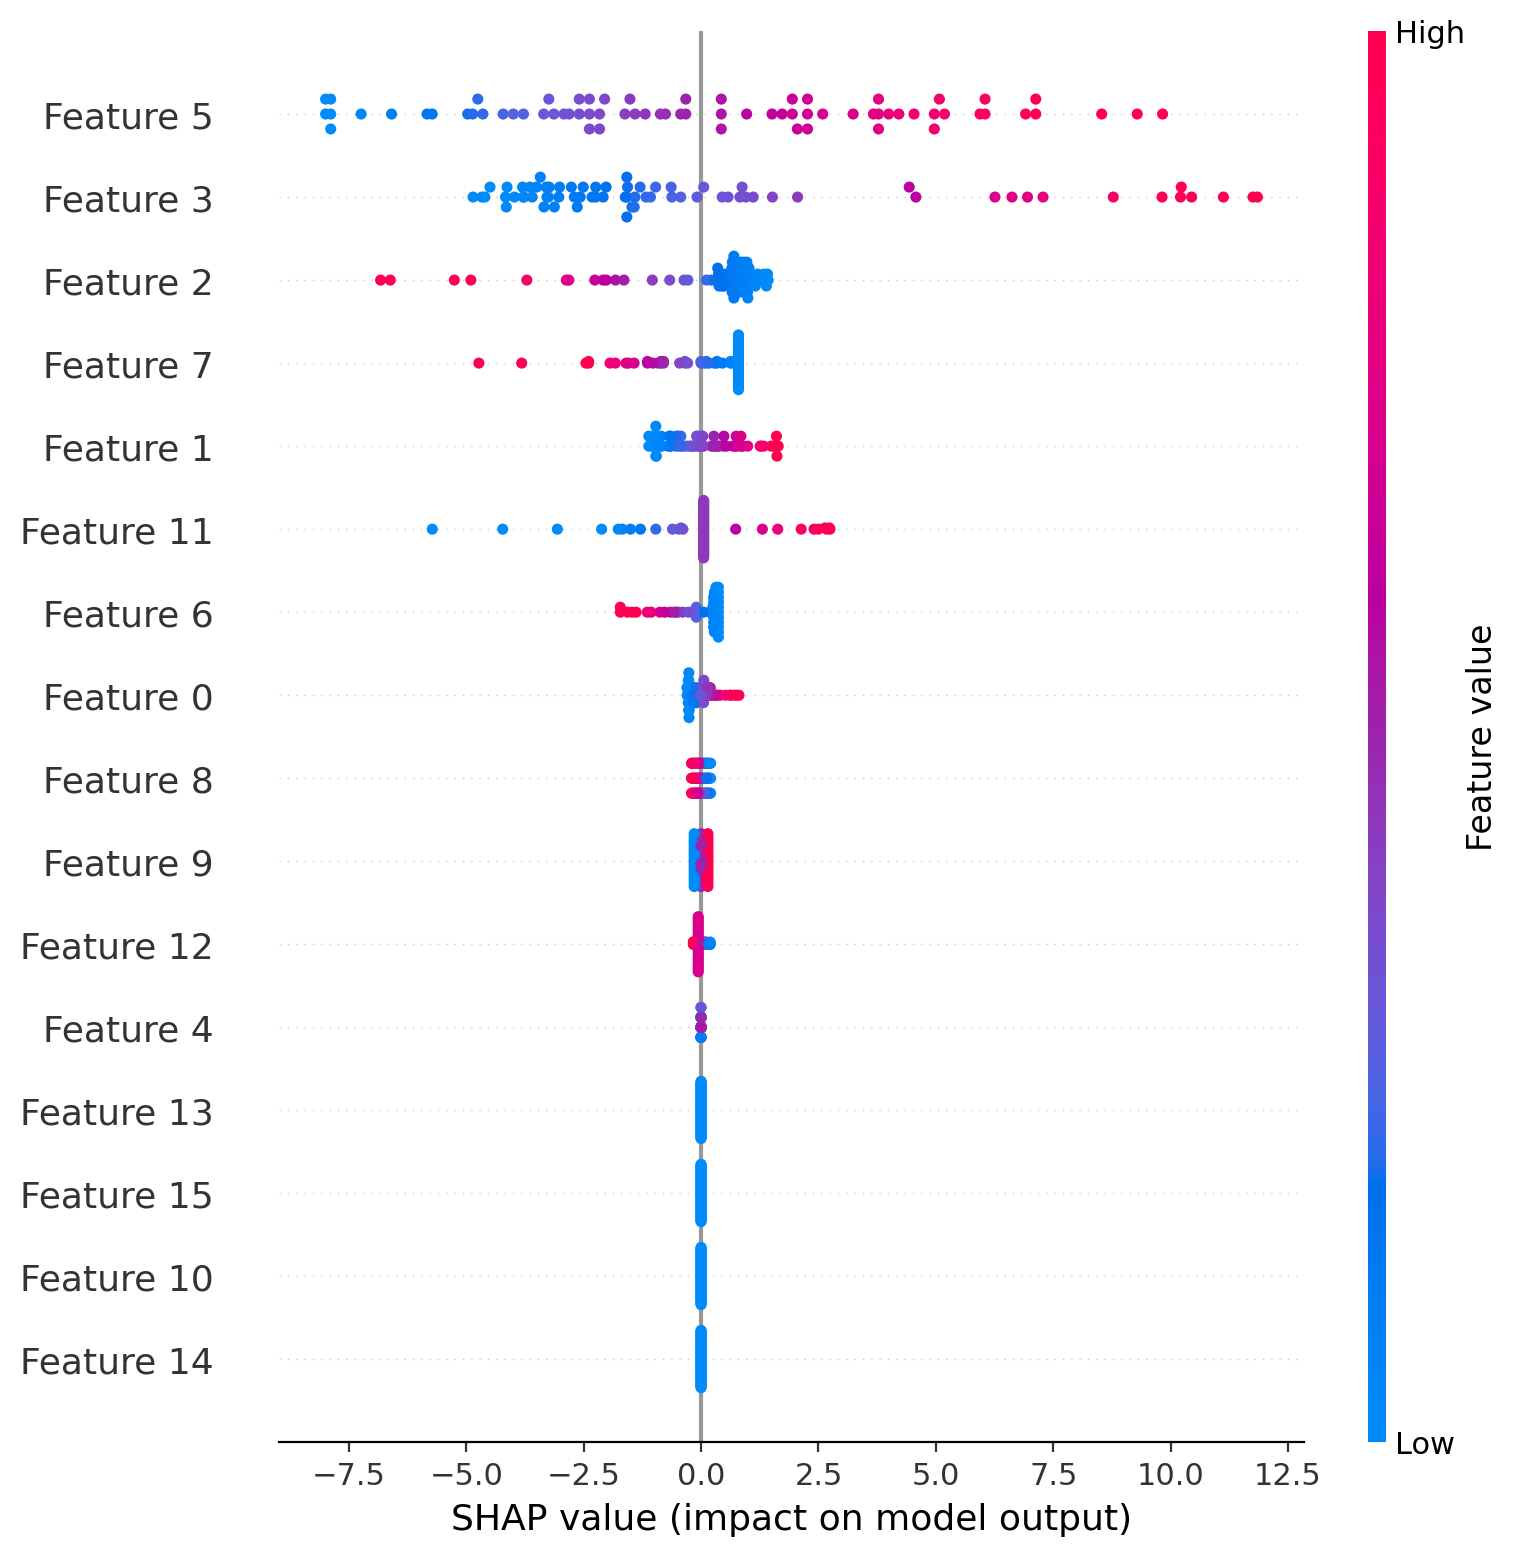 High
Feature 5
Feature 3
Feature 2
Feature 7
Feature 1
Feature 11
Feature 6
Feature 0
Feature 8
Feature 9
Feature 12
Feature 4
Feature 13
Feature 15
Feature 10
Feature 14
Feature value
Low
−7.5 −5.0 −2.5 0.0 2.5 5.0 7.5 10.0 12.5
SHAP value (impact on model output)